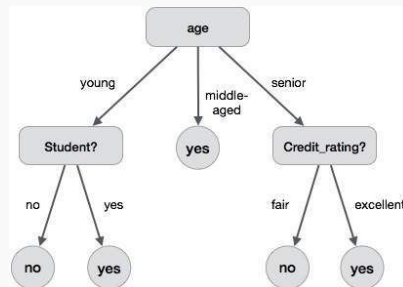 age
young
middle-
aged
senior
Student?
yes
Credit_rating?
no
yes
fair
excellent
no
yes
no
yes